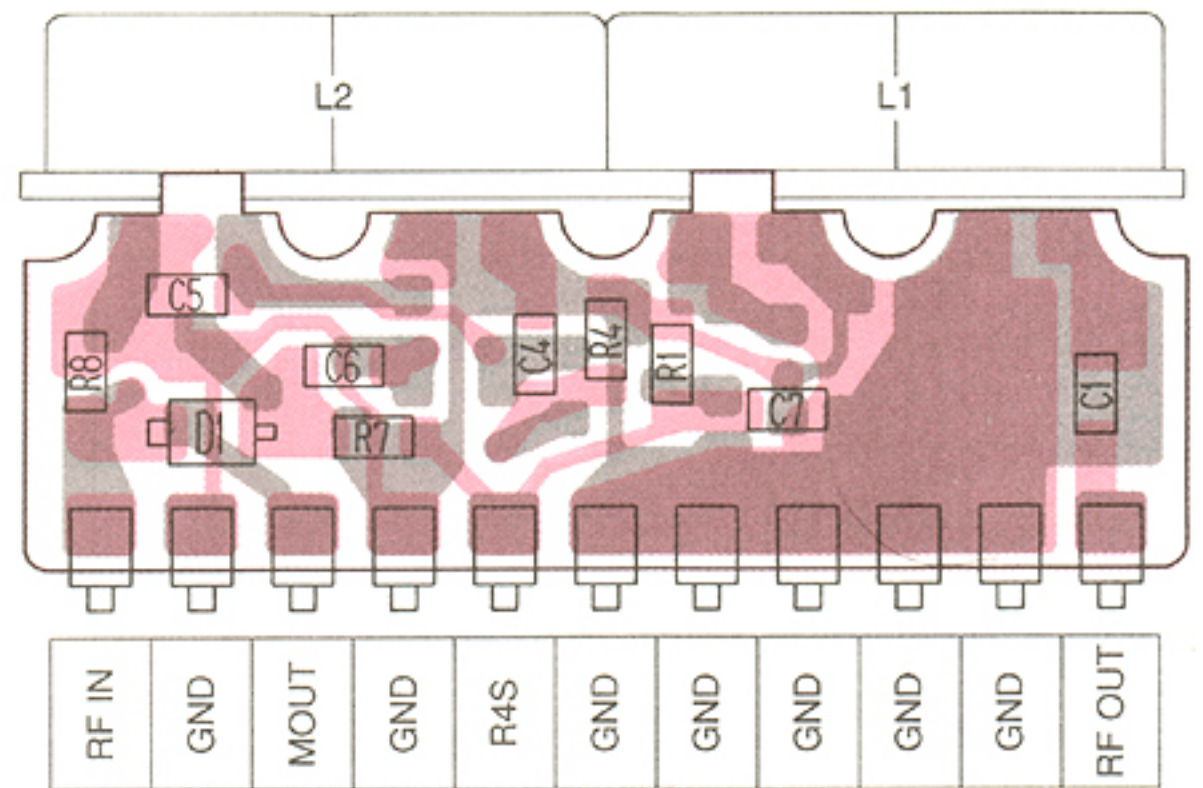 L2
L1
C5
R8
C6
C4
R4
R1
D1
R7
C7
C1
RF IN
GND
MOUT
GND
R4S
GND
GND
GND
GND
GND
RF OUT